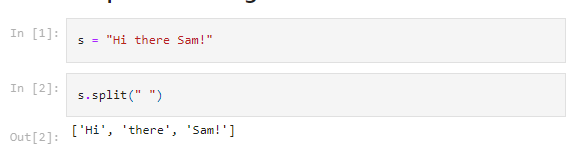 In [1]:
s = "Hi there Sam!"
In [2]:
s.split(" ")
Out[2]:
['Hi', 'there', 'Sam!']